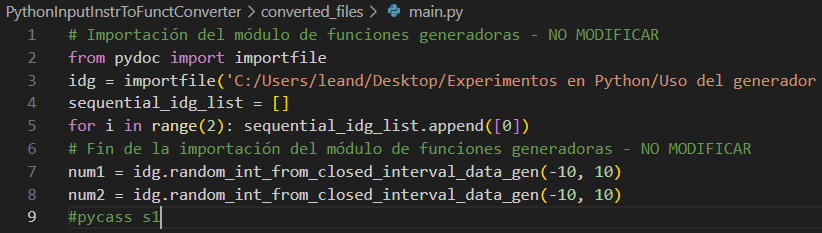 PythonInputInstrToFunctConverter > converted_files > main.py
1 # Importación del módulo de funciones generadoras - NO MODIFICAR
2 from pydoc import importfile
3 idg = importfile('C:/Users/leand/Desktop/Experimentos en Python/Uso del generador
4 sequential_idg_list = []
5 for i in range(2): sequential_idg_list.append([0])
6 # Fin de la importación del módulo de funciones generadoras - NO MODIFICAR
7 num1 = idg.random_int_from_closed_interval_data_gen(-10, 10)
8 num2 = idg.random_int_from_closed_interval_data_gen(-10, 10)
9 #pycass s1